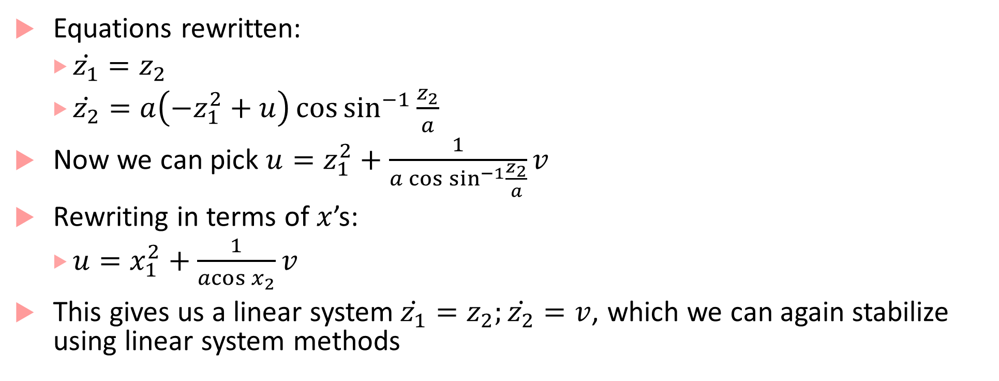 Equations rewritten:
$\dot{z_1} = z_2$
$\dot{z_2} = a(-z_1^2 + u) \cos \sin^{-1} \frac{z_2}{a}$
Now we can pick $u = z_1^2 + \frac{1}{a \cos \sin^{-1} \frac{z_2}{a}} v$
Rewriting in terms of $x$'s:
$u = x_1^2 + \frac{1}{a \cos x_2} v$
This gives us a linear system $\dot{z_1} = z_2; \dot{z_2} = v$, which we can again stabilize
using linear system methods